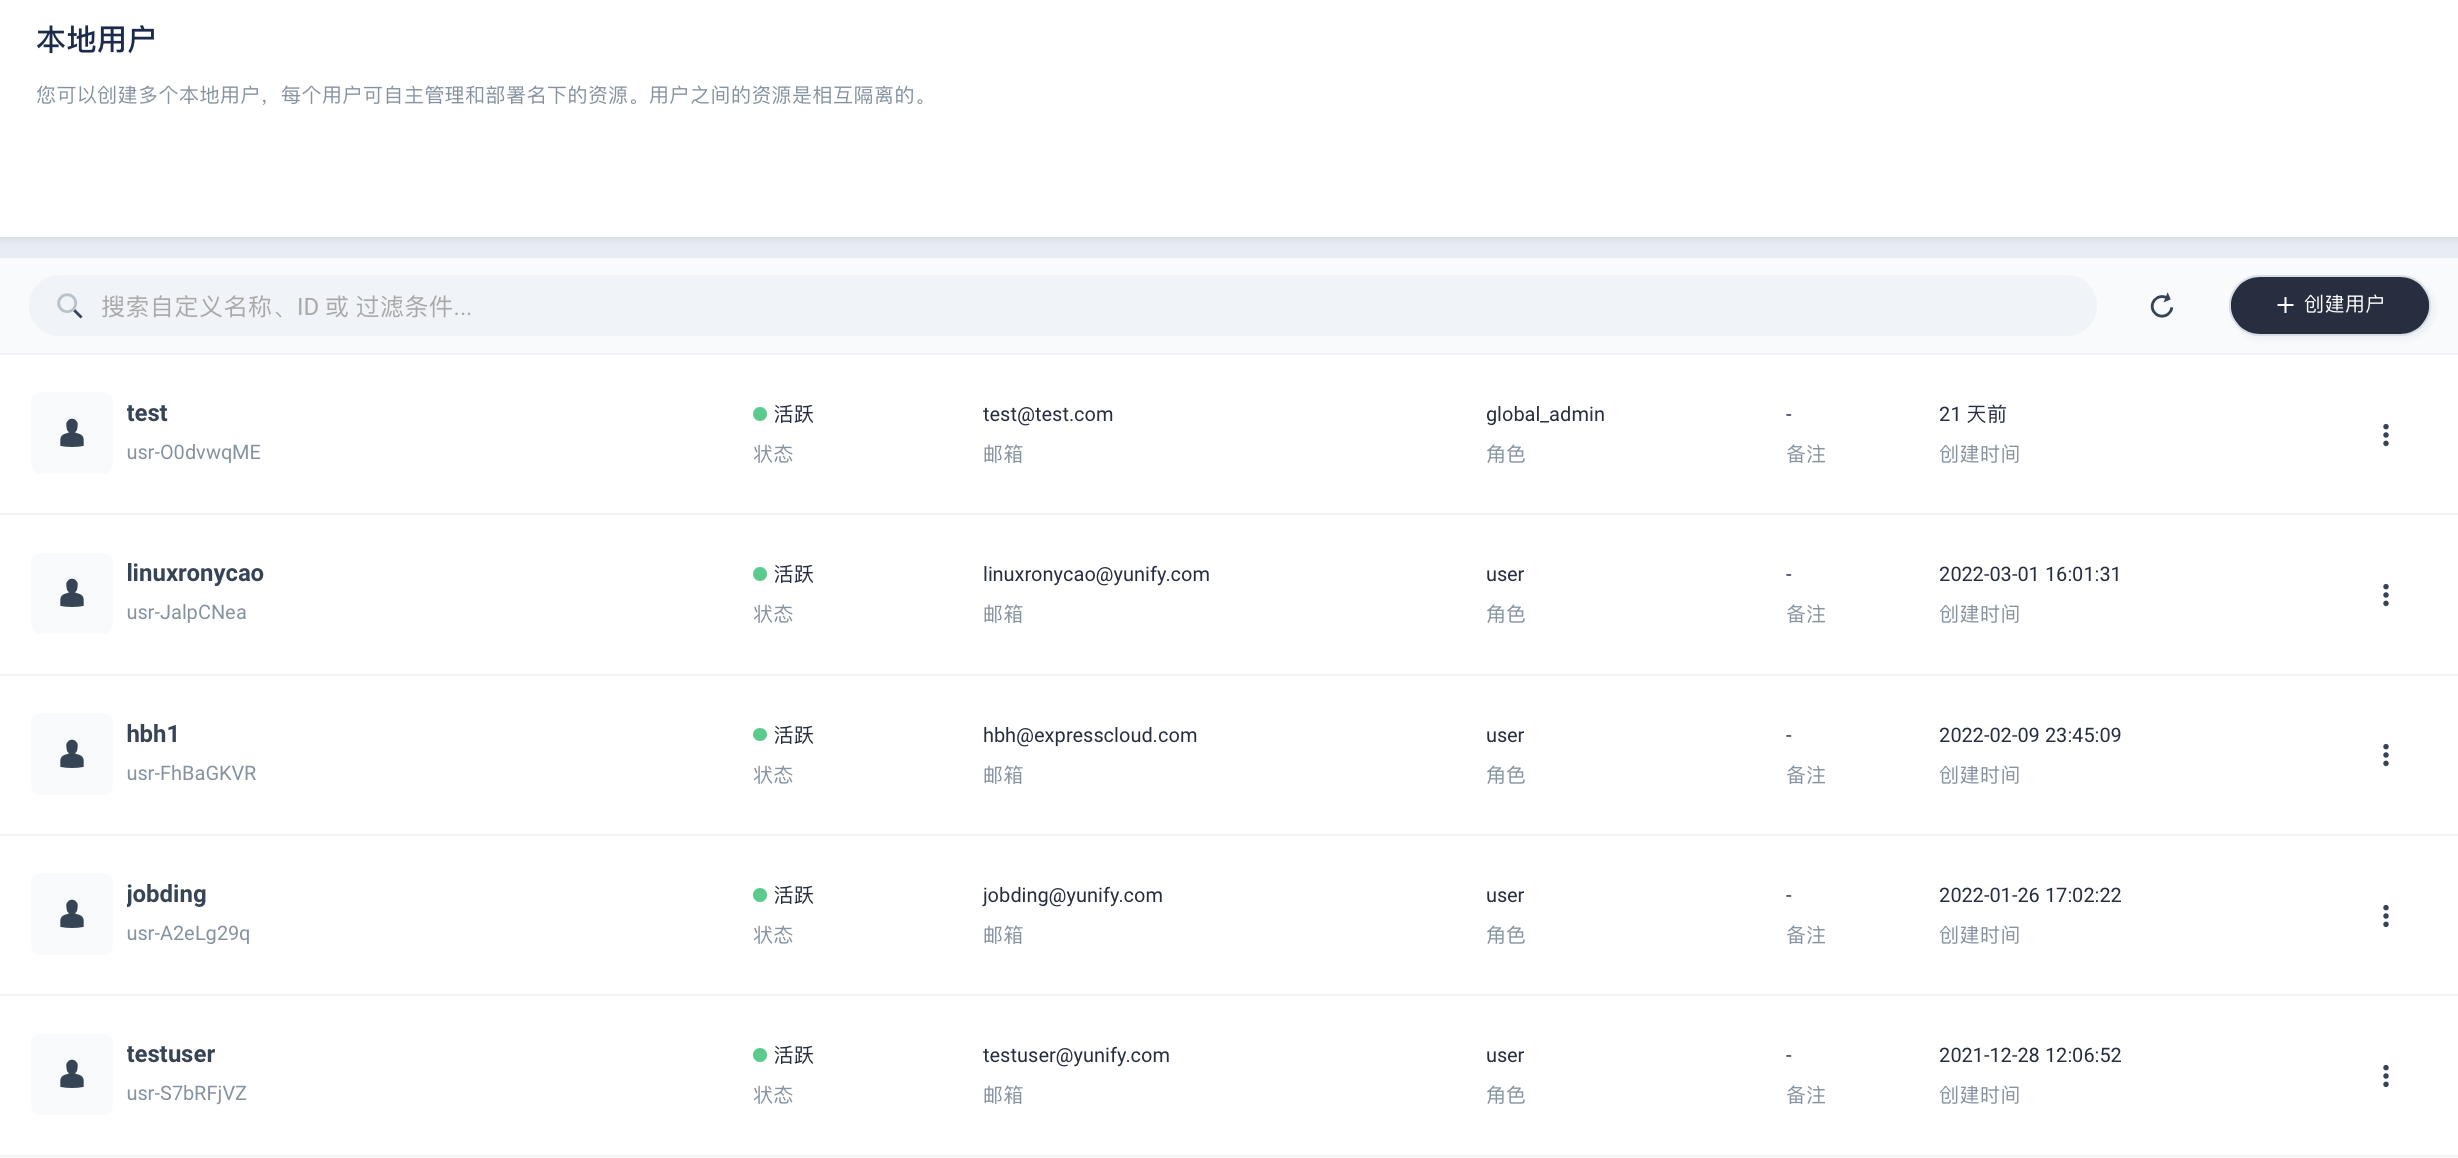 本地用户
您可以创建多个本地用户，每个用户可自主管理和部署名下的资源。用户之间的资源是相互隔离的。
搜索自定义名称、ID 或 过滤条件...
+ 创建用户
test 活跃 test@test.com global_admin - 21 天前
usr-O0dvwqME 状态 邮箱 角色 备注 创建时间
linuxronycao 活跃 linuxronycao@yunify.com user - 2022-03-01 16:01:31
usr-JalpCNea 状态 邮箱 角色 备注 创建时间
hbh1 活跃 hbh@expresscloud.com user - 2022-02-09 23:45:09
usr-FhBaGKVR 状态 邮箱 角色 备注 创建时间
jobding 活跃 jobding@yunify.com user - 2022-01-26 17:02:22
usr-A2eLg29q 状态 邮箱 角色 备注 创建时间
testuser 活跃 testuser@yunify.com user - 2021-12-28 12:06:52
usr-S7bRFjVZ 状态 邮箱 角色 备注 创建时间